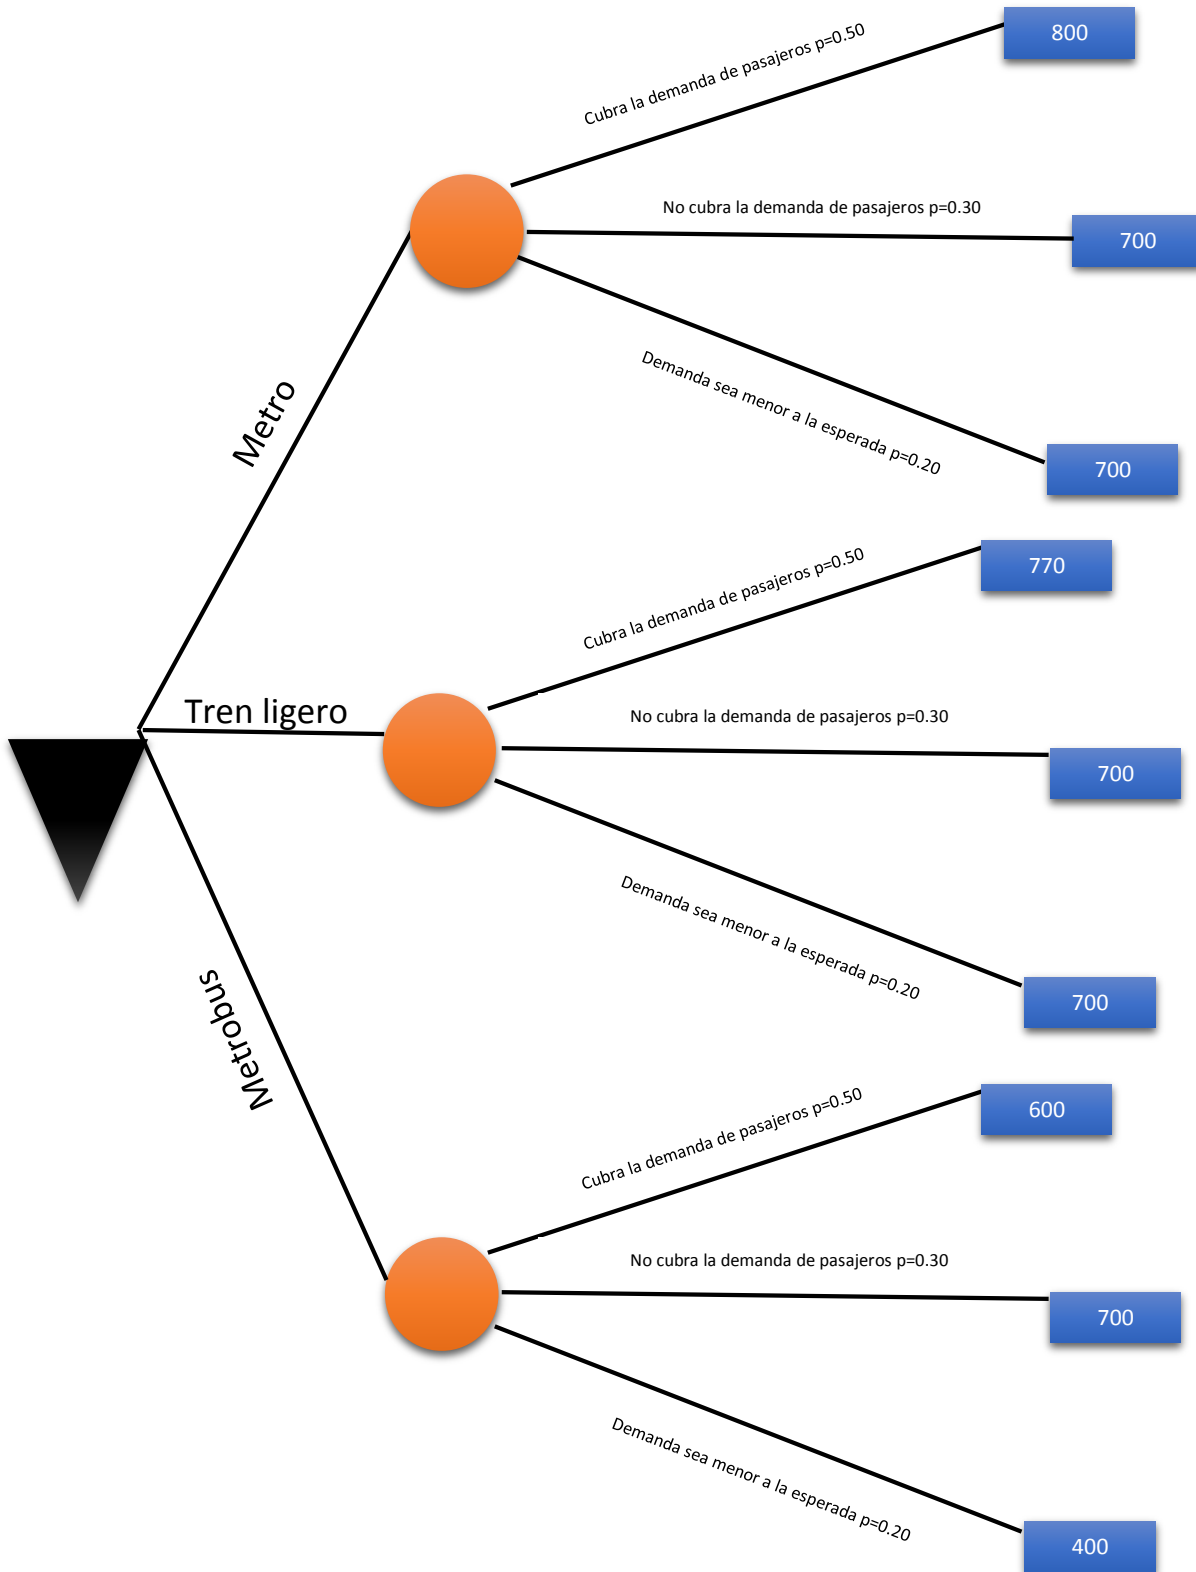 Cubra la demanda de pasajeros p=0.50
800
No cubra la demanda de pasajeros p=0.30
700
Metro
Demanda sea menor a la esperada p=0.20
700
Cubra la demanda de pasajeros p=0.50
770
Tren ligero
No cubra la demanda de pasajeros p=0.30
700
Demanda sea menor a la esperada p=0.20
700
Metrobus
Cubra la demanda de pasajeros p=0.50
600
No cubra la demanda de pasajeros p=0.30
700
Demanda sea menor a la esperada p=0.20
400